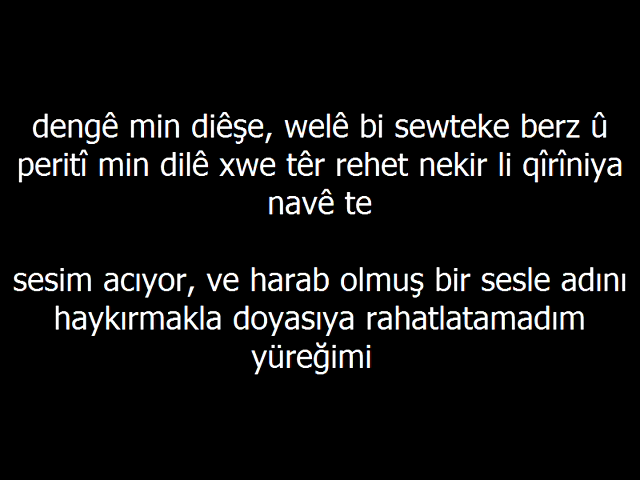 dengê min diêşe, welê bi sewteke berz û
peritî min dilê xwe têr rehet nekir li qîrîniya
navê te
sesim acıyor, ve harab olmuş bir sesle adını
haykırmakla doyasıya rahatlatamadım
yüreğimi